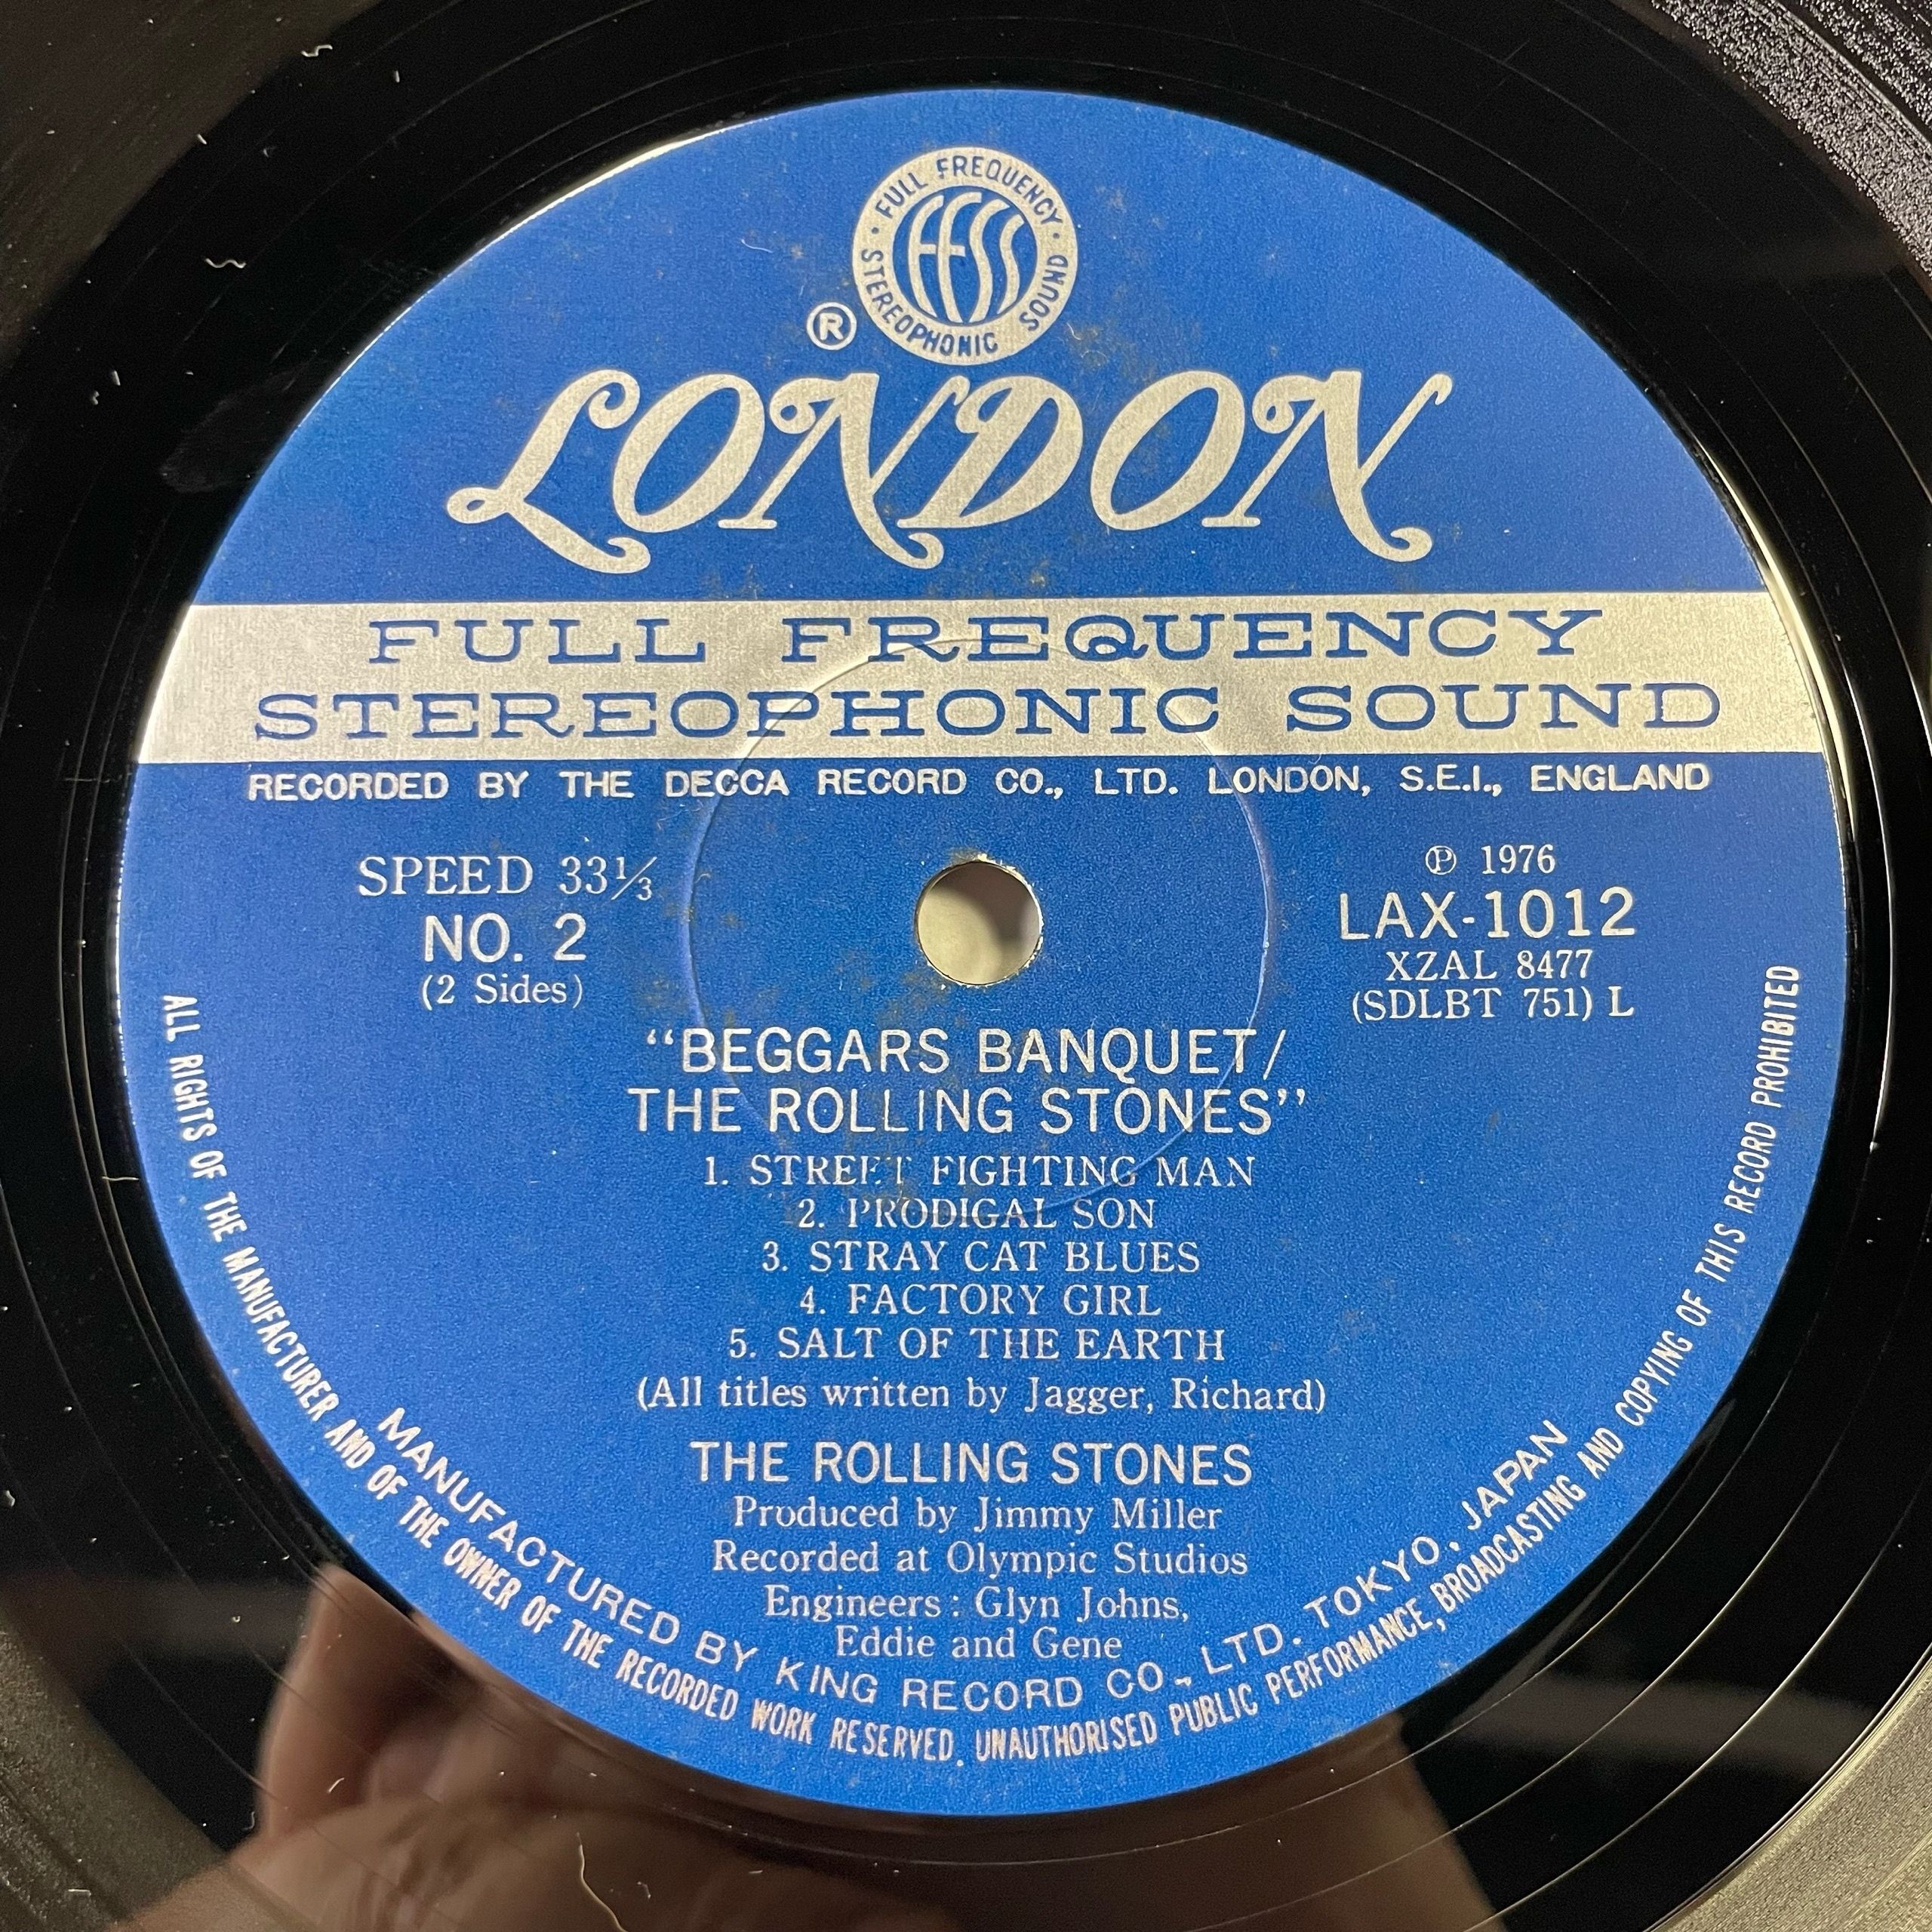 FULL FREQUENCY
STEREOPHONIC SOUND
FFSS
®
LONDON
FULL FREQUENCY
STEREOPHONIC SOUND
RECORDED BY THE DECCA RECORD CO., LTD. LONDON, S.E.I., ENGLAND
SPEED 33⅓
NO. 2
(2 Sides)
℗ 1976
LAX-1012
XZAL 8477
(SDLBT 751) L
“BEGGARS BANQUET/
THE ROLLING STONES”
1. STREET FIGHTING MAN
2. PRODIGAL SON
3. STRAY CAT BLUES
4. FACTORY GIRL
5. SALT OF THE EARTH
(All titles written by Jagger, Richard)
THE ROLLING STONES
Produced by Jimmy Miller
Recorded at Olympic Studios
Engineers : Glyn Johns,
Eddie and Gene
MANUFACTURED BY KING RECORD CO., LTD. TOKYO, JAPAN
ALL RIGHTS OF THE MANUFACTURER AND OF THE OWNER OF THE RECORDED WORK RESERVED. UNAUTHORISED PUBLIC PERFORMANCE, BROADCASTING AND COPYING OF THIS RECORD PROHIBITED